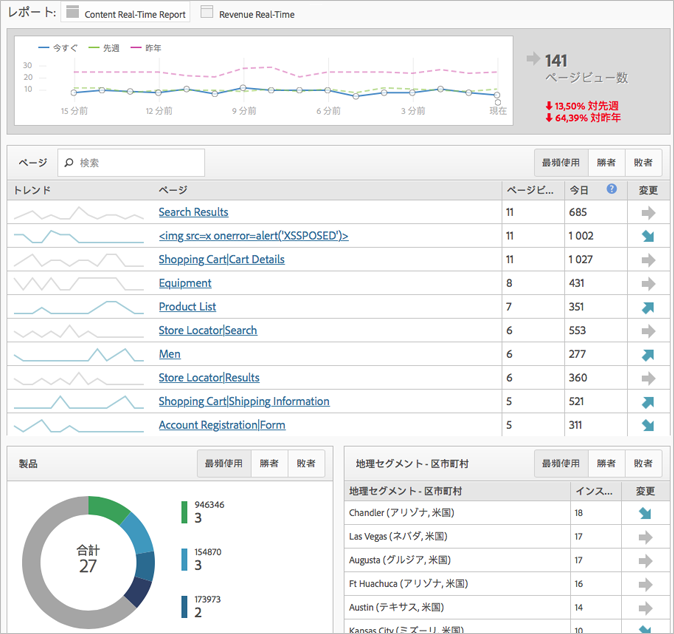 レポート: Content Real-Time Report Revenue Real-Time
今すぐ 先週 昨年
30
20
10
15 分前 12 分前 9 分前 6 分前 3 分前 現在
141
ページビュー数
13,50% 対先週
64,39% 対昨年
ページ 検索 最頻使用 勝者 敗者
トレンド ページ ページビ... 今日 ? 変更
Search Results 11 685
<img src=x onerror=alert('XSSPOSED')> 11 1 002
Shopping Cart|Cart Details 11 1 027
Equipment 8 431
Product List 7 351
Store Locator|Search 6 553
Men 6 277
Store Locator|Results 6 360
Shopping Cart|Shipping Information 5 521
Account Registration|Form 5 311
製品 最頻使用 勝者 敗者
合計
27
946346
3
154870
3
173973
2
地理セグメント - 区市町村 最頻使用 勝者 敗者
地理セグメント - 区市町村 インス... 変更
Chandler (アリゾナ, 米国) 18
Las Vegas (ネバダ, 米国) 17
Augusta (グルジア, 米国) 17
Ft Huachuca (アリゾナ, 米国) 16
Austin (テキサス, 米国) 14
Kansas City (ミズーリ, 米国) 10